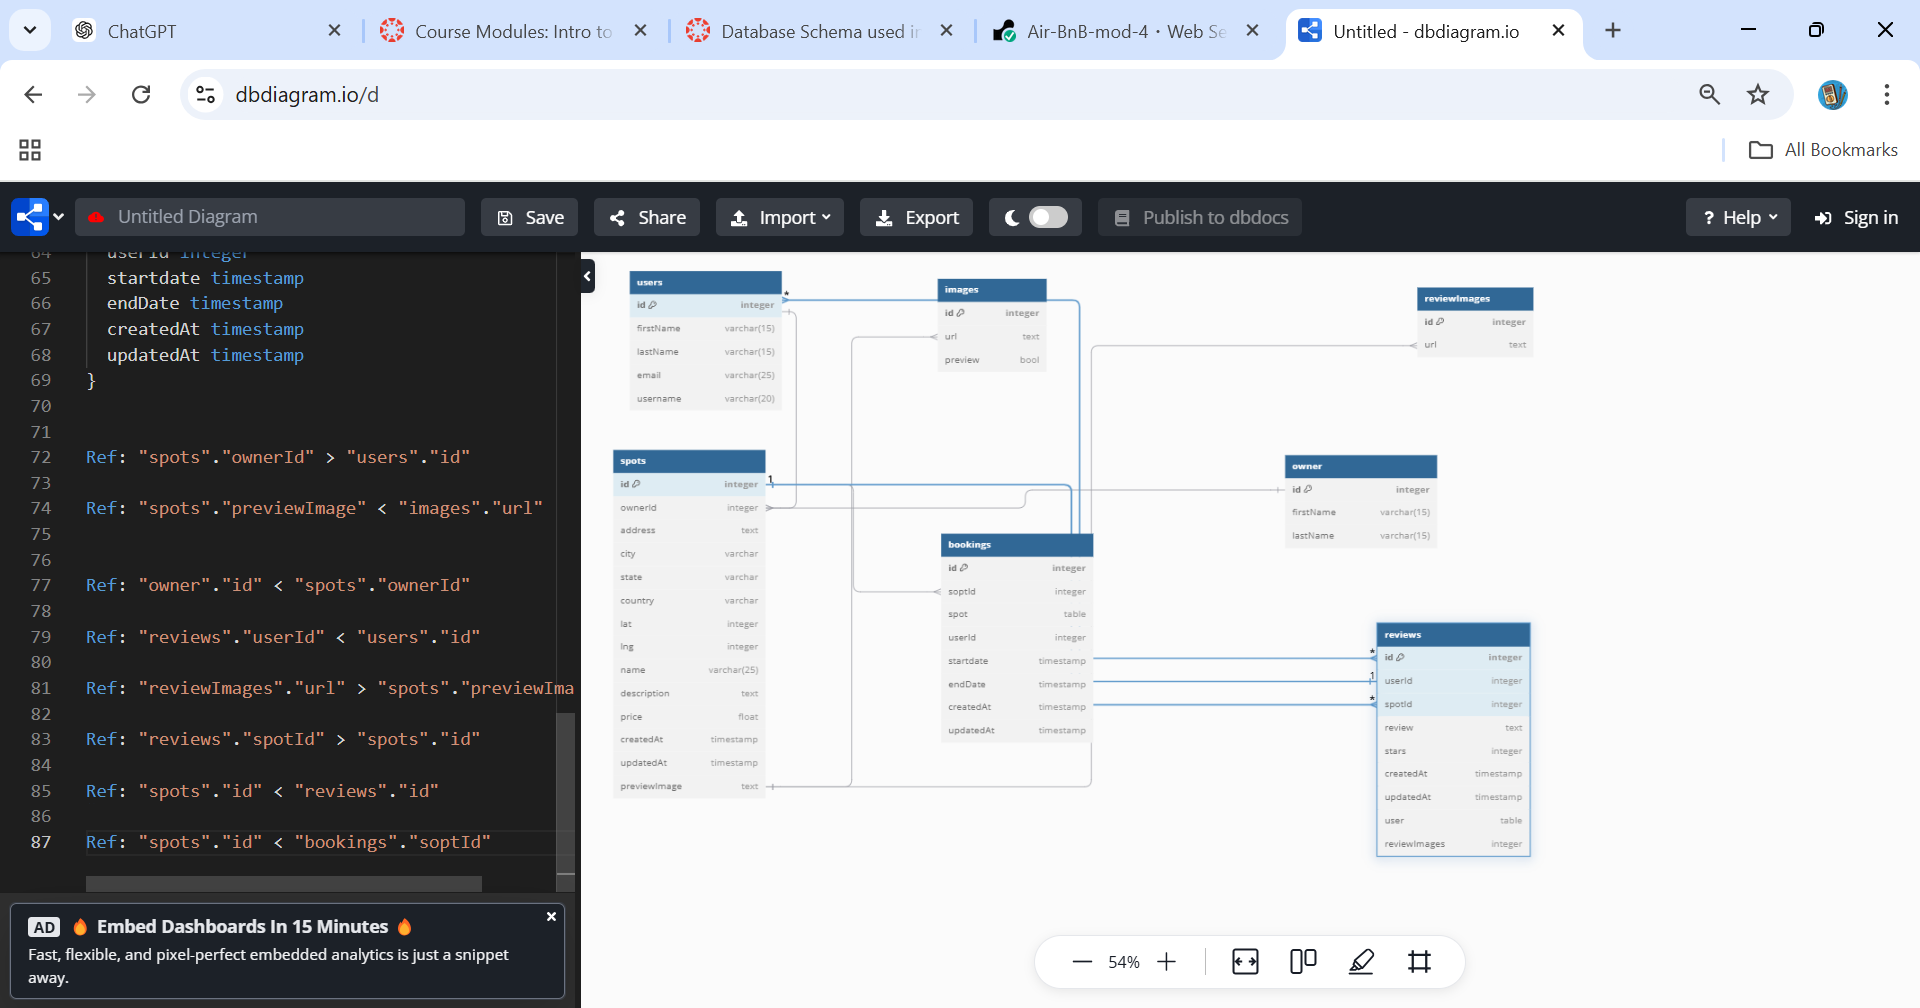 ChatGPT
Course Modules: Intro to
Database Schema used in
Air-BnB-mod-4 • Web Se
Untitled - dbdiagram.io
dbdiagram.io/d
All Bookmarks
Untitled Diagram
Save
Share
Import
Export
Publish to dbdocs
? Help
Sign in
64 userId integer
65 startdate timestamp
66 endDate timestamp
67 createdAt timestamp
68 updatedAt timestamp
69 }
70
71
72 Ref: "spots"."ownerId" > "users"."id"
73
74 Ref: "spots"."previewImage" < "images"."url"
75
76
77 Ref: "owner"."id" < "spots"."ownerId"
78
79 Ref: "reviews"."userId" < "users"."id"
80
81 Ref: "reviewImages"."url" > "spots"."previewIma
82
83 Ref: "reviews"."spotId" > "spots"."id"
84
85 Ref: "spots"."id" < "reviews"."id"
86
87 Ref: "spots"."id" < "bookings"."soptId"
AD 🔥 Embed Dashboards In 15 Minutes 🔥
Fast, flexible, and pixel-perfect embedded analytics is just a snippet
away.
users
id integer
firstName varchar(15)
lastName varchar(15)
email varchar(25)
username varchar(20)
*
images
id integer
url text
preview bool
reviewImages
id integer
url text
spots
id integer
ownerId integer
address text
city varchar
state varchar
country varchar
lat integer
lng integer
name varchar(25)
description text
price float
createdAt timestamp
updatedAt timestamp
previewImage text
1
owner
id integer
firstName varchar(15)
lastName varchar(15)
bookings
id integer
soptId integer
spot table
userId integer
startdate timestamp
endDate timestamp
createdAt timestamp
updatedAt timestamp
reviews
* id integer
1 userId integer
* spotId integer
review text
stars integer
createdAt timestamp
updatedAt timestamp
user table
reviewImages integer
54%